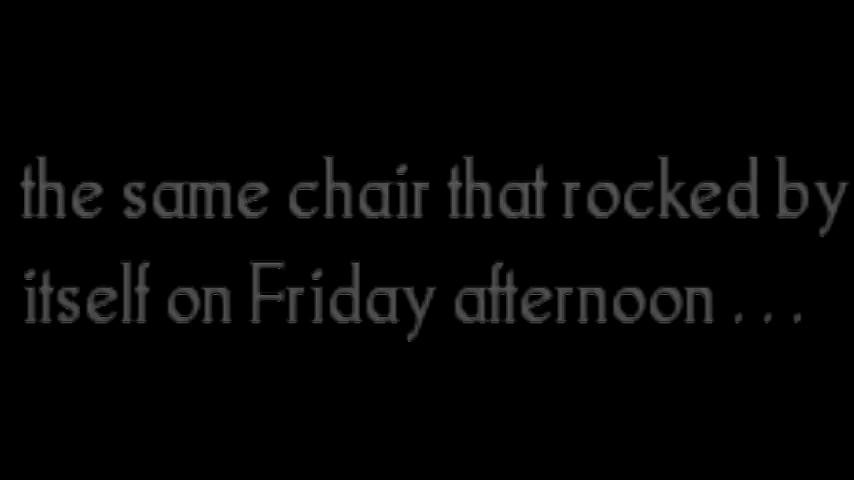 the same chair that rocked by
itself on Friday afternoon . . .